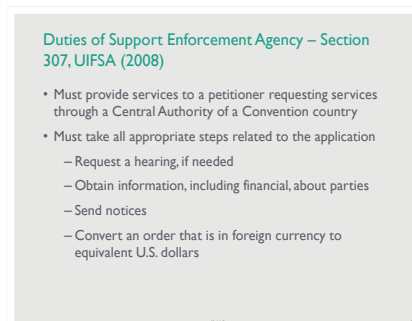 Duties of Support Enforcement Agency – Section
307, UIFSA (2008)
• Must provide services to a petitioner requesting services
through a Central Authority of a Convention country
• Must take all appropriate steps related to the application
– Request a hearing, if needed
– Obtain information, including financial, about parties
– Send notices
– Convert an order that is in foreign currency to
equivalent U.S. dollars